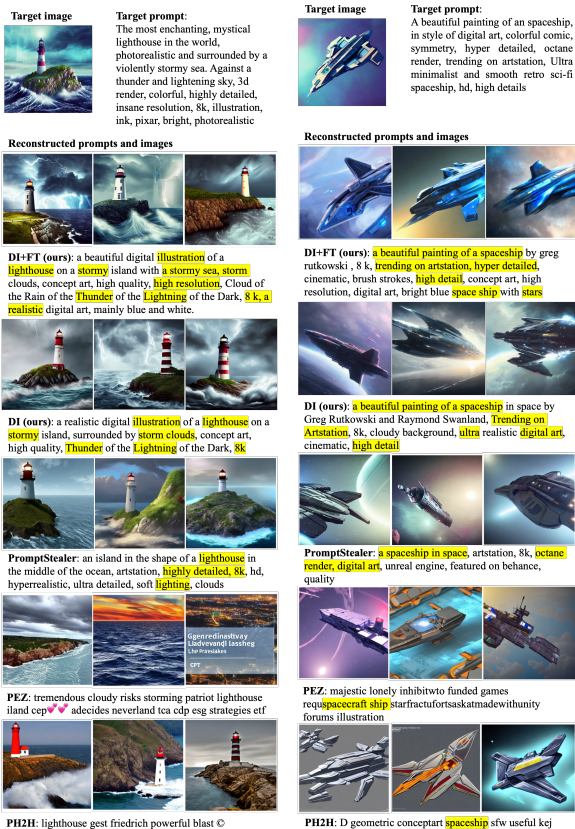 Target image
Target prompt:
The most enchanting, mystical
lighthouse in the world,
photorealistic and surrounded by a
violently stormy sea. Against a
thunder and lightening sky, 3d
render, colorful, highly detailed,
insane resolution, 8k, illustration,
ink, pixar, bright, photorealistic
Reconstructed prompts and images
DI+FT (ours): a beautiful digital illustration of a
lighthouse on a stormy island with a stormy sea, storm
clouds, concept art, high quality, high resolution, Cloud of
the Rain of the Thunder of the Lightning of the Dark, 8 k, a
realistic digital art, mainly blue and white.
DI (ours): a realistic digital illustration of a lighthouse on a
stormy island, surrounded by storm clouds, concept art,
high quality, Thunder of the Lightning of the Dark, 8k
PromptStealer: an island in the shape of a lighthouse in
the middle of the ocean, artstation, highly detailed, 8k, hd,
hyperrealistic, ultra detailed, soft lighting, clouds
Ggenredinasttvay
Lladvevanql lassheg
CPT
PEZ: tremendous cloudy risks storming patriot lighthouse
iland cep💕💕 adecides neverland tca cdp esg strategies etf
PH2H: lighthouse gest friedrich powerful blast ©
Target image
Target prompt:
A beautiful painting of an spaceship,
in style of digital art, colorful comic,
symmetry, hyper detailed, octane
render, trending on artstation, Ultra
minimalist and smooth retro sci-fi
spaceship, hd, high details
Reconstructed prompts and images
DI+FT (ours): a beautiful painting of a spaceship by greg
rutkowski , 8 k, trending on artstation, hyper detailed,
cinematic, brush strokes, high detail, concept art, high
resolution, digital art, bright blue space ship with stars
DI (ours): a beautiful painting of a spaceship in space by
Greg Rutkowski and Raymond Swanland, Trending on
Artstation, 8k, cloudy background, ultra realistic digital art,
cinematic, high detail
PromptStealer: a spaceship in space, artstation, 8k, octane
render, digital art, unreal engine, featured on behance,
quality
PEZ: majestic lonely inhibitwto funded games
requspacecraft ship starfractufortsaskatmadewithunity
forums illustration
PH2H: D geometric conceptart spaceship sfw useful kej